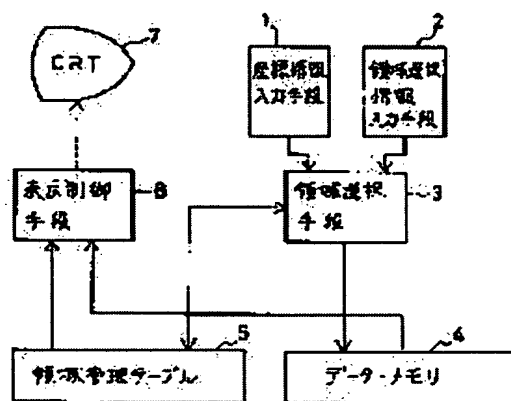 7
CRT
1
座標情報
入力手段
2
領域選択
情報
入力手段
表示制御
手段
8
領域選択
手段
3
5
領域管理テーブル
4
データ・メモリ